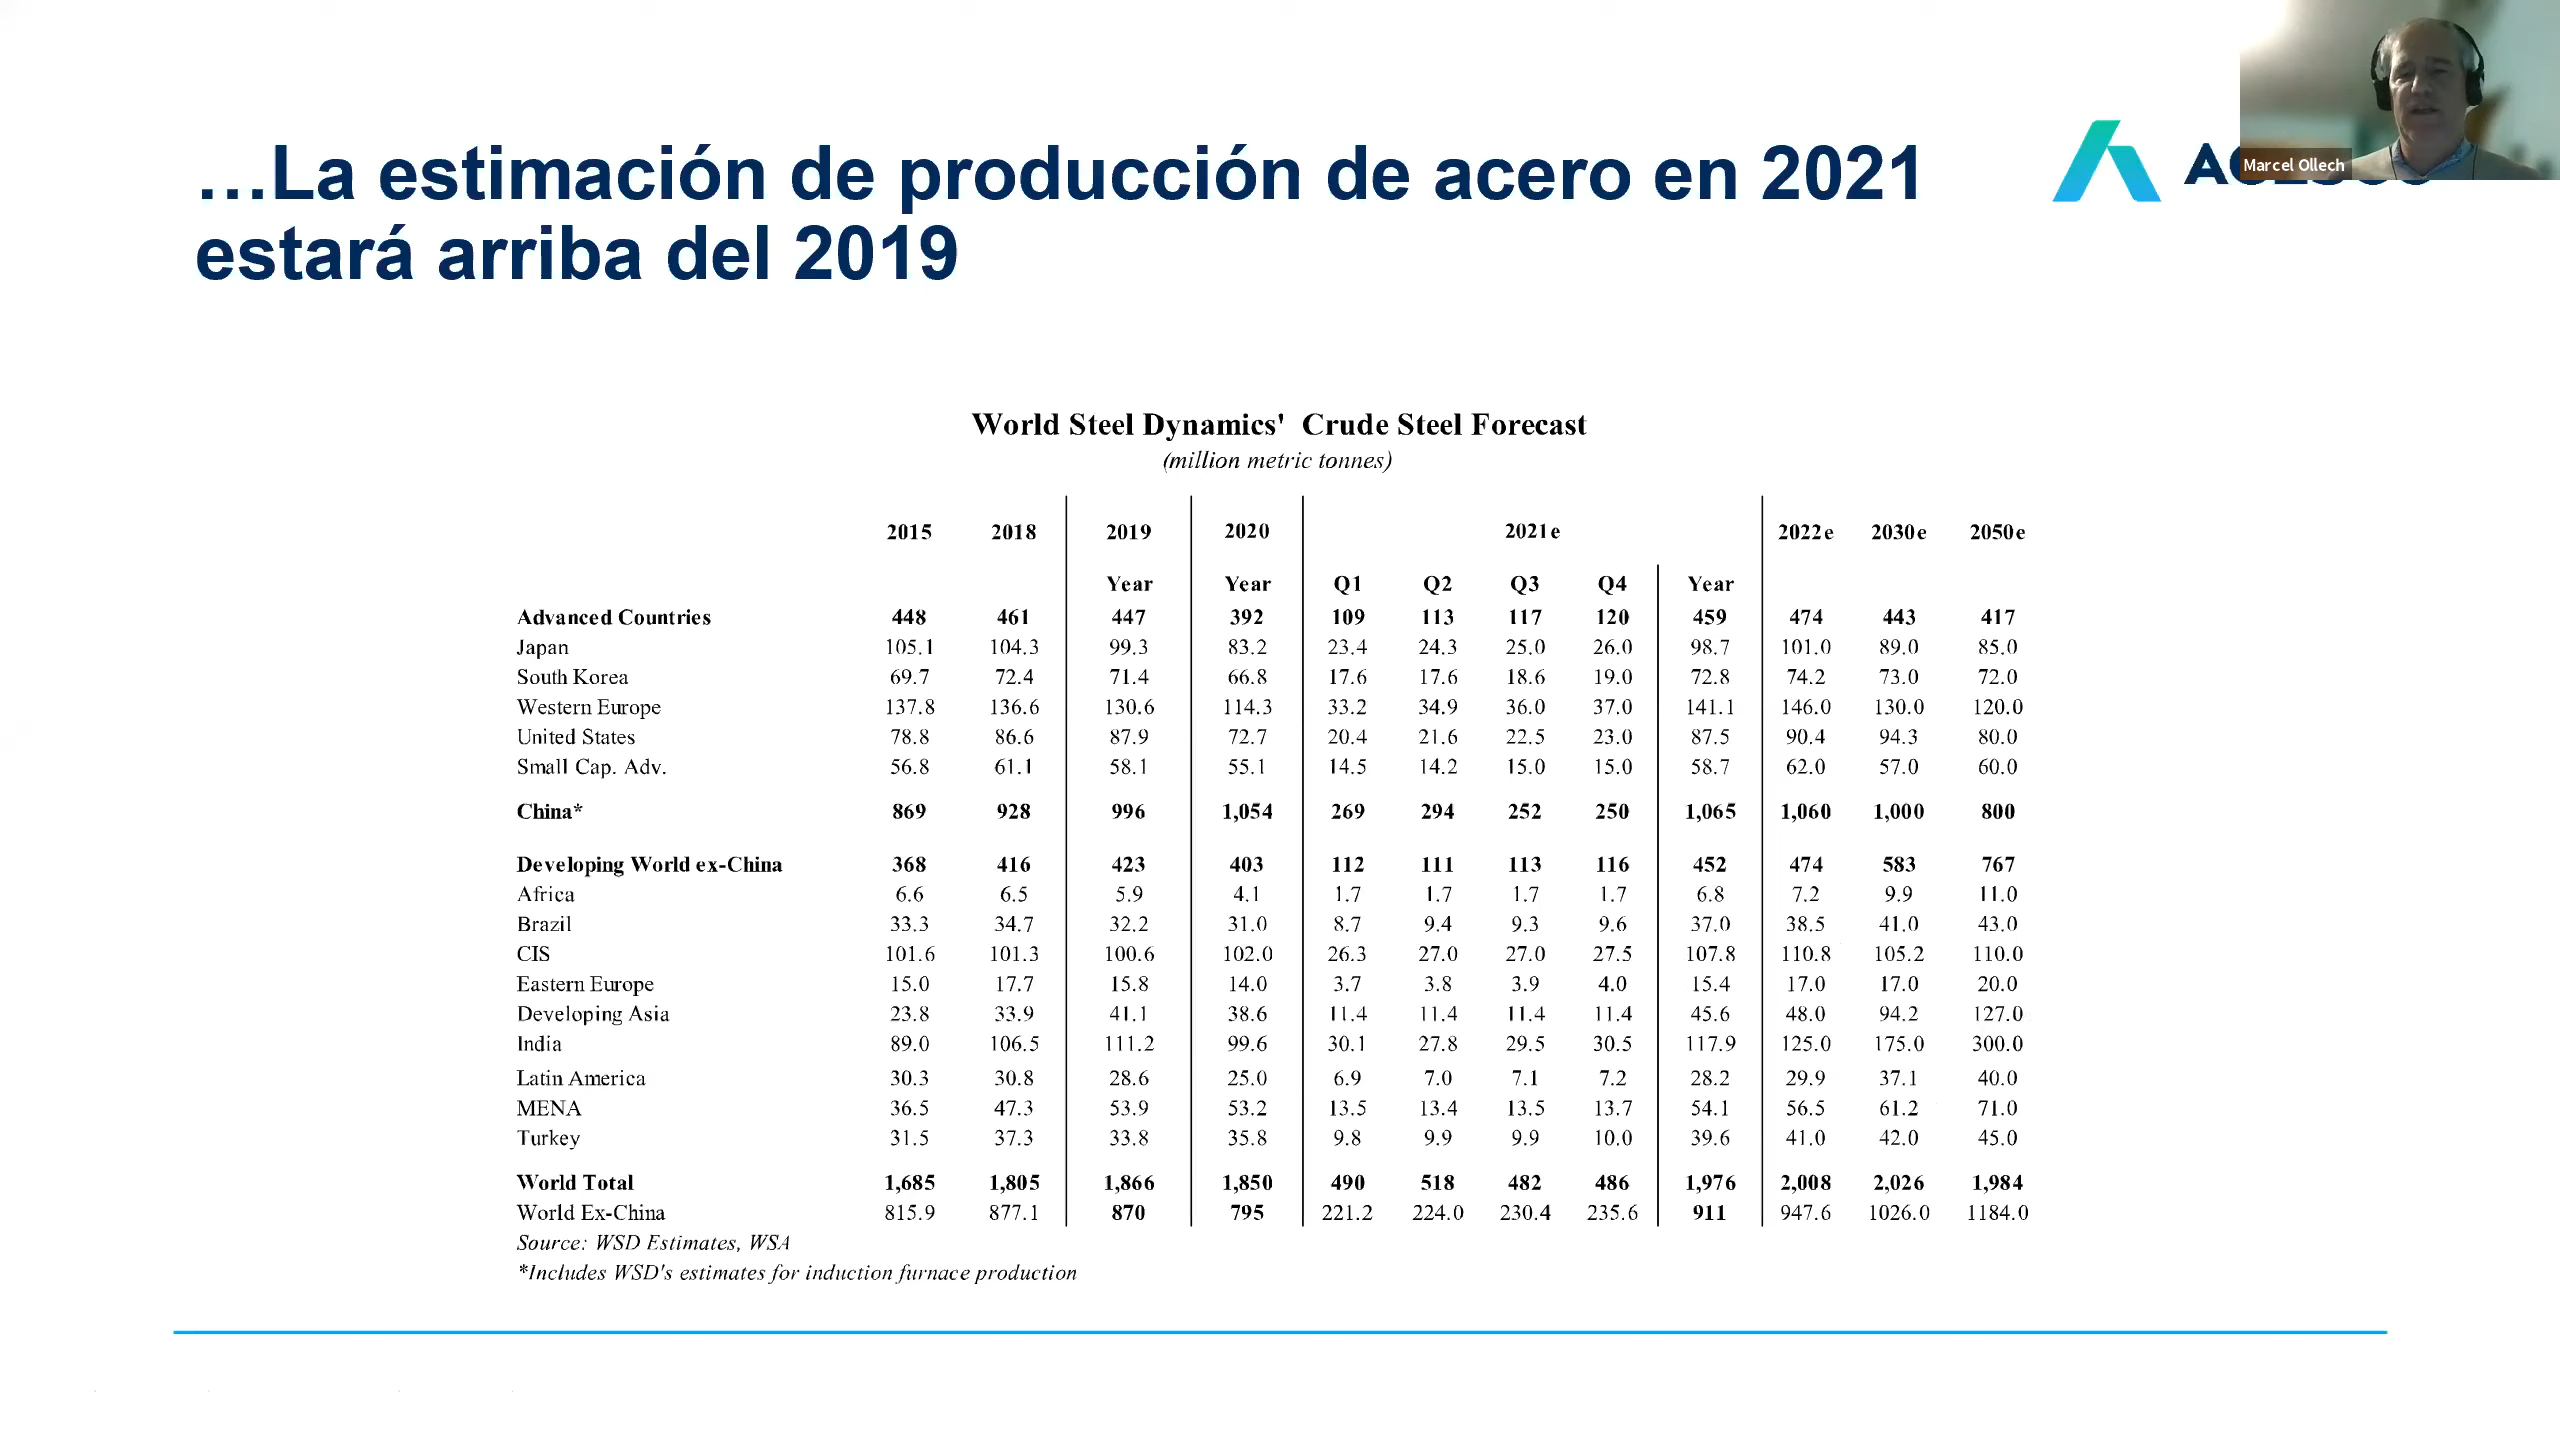 Marcel Ollech
…La estimación de producción de acero en 2021
estará arriba del 2019
World Steel Dynamics' Crude Steel Forecast
(million metric tonnes)
2015 2018 2019 2020 2021e 2022e 2030e 2050e
Year Year Q1 Q2 Q3 Q4 Year
Advanced Countries 448 461 447 392 109 113 117 120 459 474 443 417
Japan 105.1 104.3 99.3 83.2 23.4 24.3 25.0 26.0 98.7 101.0 89.0 85.0
South Korea 69.7 72.4 71.4 66.8 17.6 17.6 18.6 19.0 72.8 74.2 73.0 72.0
Western Europe 137.8 136.6 130.6 114.3 33.2 34.9 36.0 37.0 141.1 146.0 130.0 120.0
United States 78.8 86.6 87.9 72.7 20.4 21.6 22.5 23.0 87.5 90.4 94.3 80.0
Small Cap. Adv. 56.8 61.1 58.1 55.1 14.5 14.2 15.0 15.0 58.7 62.0 57.0 60.0
China* 869 928 996 1,054 269 294 252 250 1,065 1,060 1,000 800
Developing World ex-China 368 416 423 403 112 111 113 116 452 474 583 767
Africa 6.6 6.5 5.9 4.1 1.7 1.7 1.7 1.7 6.8 7.2 9.9 11.0
Brazil 33.3 34.7 32.2 31.0 8.7 9.4 9.3 9.6 37.0 38.5 41.0 43.0
CIS 101.6 101.3 100.6 102.0 26.3 27.0 27.0 27.5 107.8 110.8 105.2 110.0
Eastern Europe 15.0 17.7 15.8 14.0 3.7 3.8 3.9 4.0 15.4 17.0 17.0 20.0
Developing Asia 23.8 33.9 41.1 38.6 11.4 11.4 11.4 11.4 45.6 48.0 94.2 127.0
India 89.0 106.5 111.2 99.6 30.1 27.8 29.5 30.5 117.9 125.0 175.0 300.0
Latin America 30.3 30.8 28.6 25.0 6.9 7.0 7.1 7.2 28.2 29.9 37.1 40.0
MENA 36.5 47.3 53.9 53.2 13.5 13.4 13.5 13.7 54.1 56.5 61.2 71.0
Turkey 31.5 37.3 33.8 35.8 9.8 9.9 9.9 10.0 39.6 41.0 42.0 45.0
World Total 1,685 1,805 1,866 1,850 490 518 482 486 1,976 2,008 2,026 1,984
World Ex-China 815.9 877.1 870 795 221.2 224.0 230.4 235.6 911 947.6 1026.0 1184.0
Source: WSD Estimates, WSA
*Includes WSD's estimates for induction furnace production